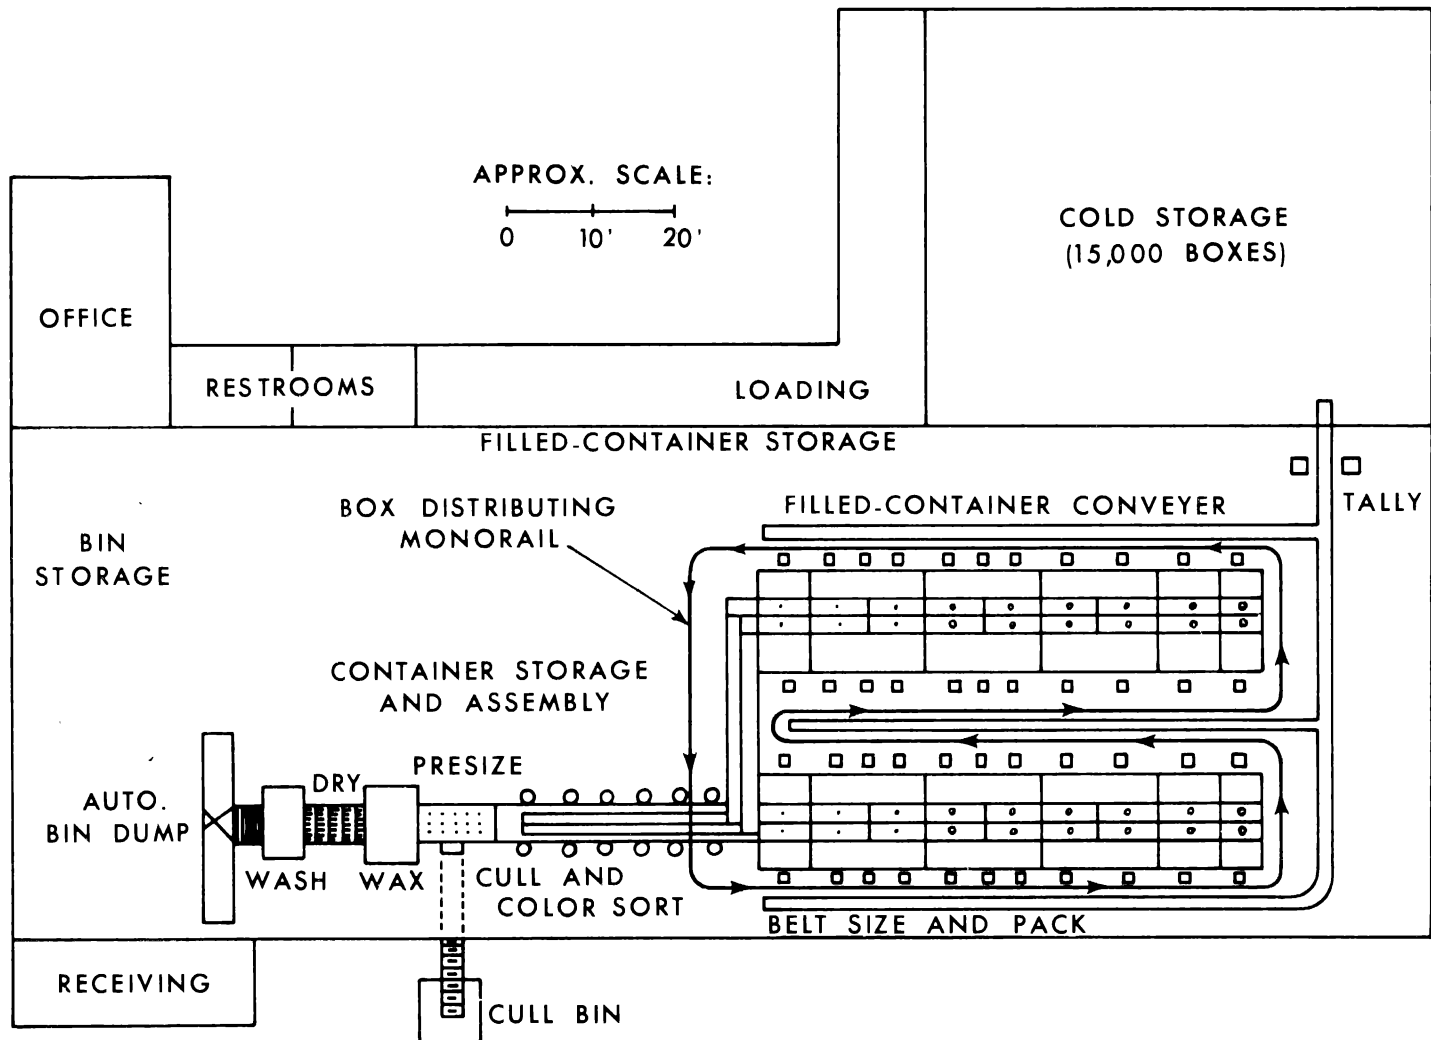 APPROX. SCALE:
0 10' 20'
COLD STORAGE
(15,000 BOXES)
OFFICE
RESTROOMS
LOADING
FILLED-CONTAINER STORAGE
BOX DISTRIBUTING
MONORAIL
FILLED-CONTAINER CONVEYER
TALLY
BIN
STORAGE
CONTAINER STORAGE
AND ASSEMBLY
PRESIZE
DRY
AUTO.
BIN DUMP
WASH
WAX
CULL AND
COLOR SORT
BELT SIZE AND PACK
RECEIVING
CULL BIN